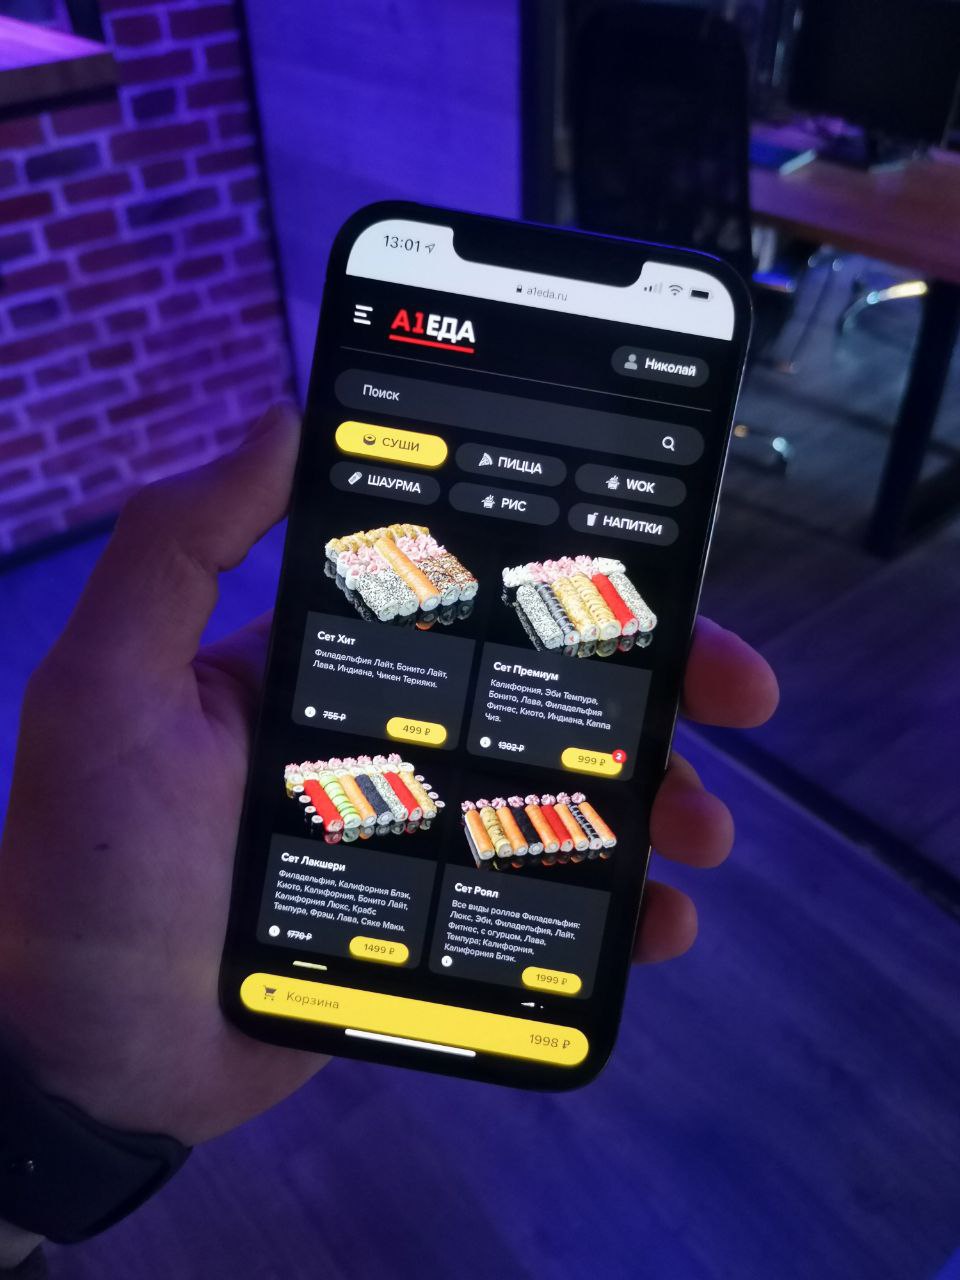 13:01
a1eda.ru
А1ЕДА
Николай
Поиск
СУШИ
ПИЦЦА
WOK
ШАУРМА
РИС
НАПИТКИ
Сет Хит
Филадельфия Лайт, Бонито Лайт,
Лава, Индиана, Чикен Терияки.
755 ₽
499 ₽
Сет Премиум
Калифорния, Эби Темпура,
Бонито, Лава, Филадельфия
Фитнес, Киото, Индиана, Каппа
Чиз.
1302 ₽
999 ₽
2
Сет Лакшери
Филадельфия, Калифорния Блэк,
Киото, Калифорния, Бонито Лайт,
Калифорния Люкс, Крабс
Темпура, Фрэш, Лава, Сяке Маки.
1770 ₽
1499 ₽
Сет Роял
Все виды роллов Филадельфия:
Люкс, Эби, Филадельфия, Лайт,
Фитнес, с огурцом, Лава,
Темпура; Калифорния,
Калифорния Блэк.
1999 ₽
Корзина
1998 ₽